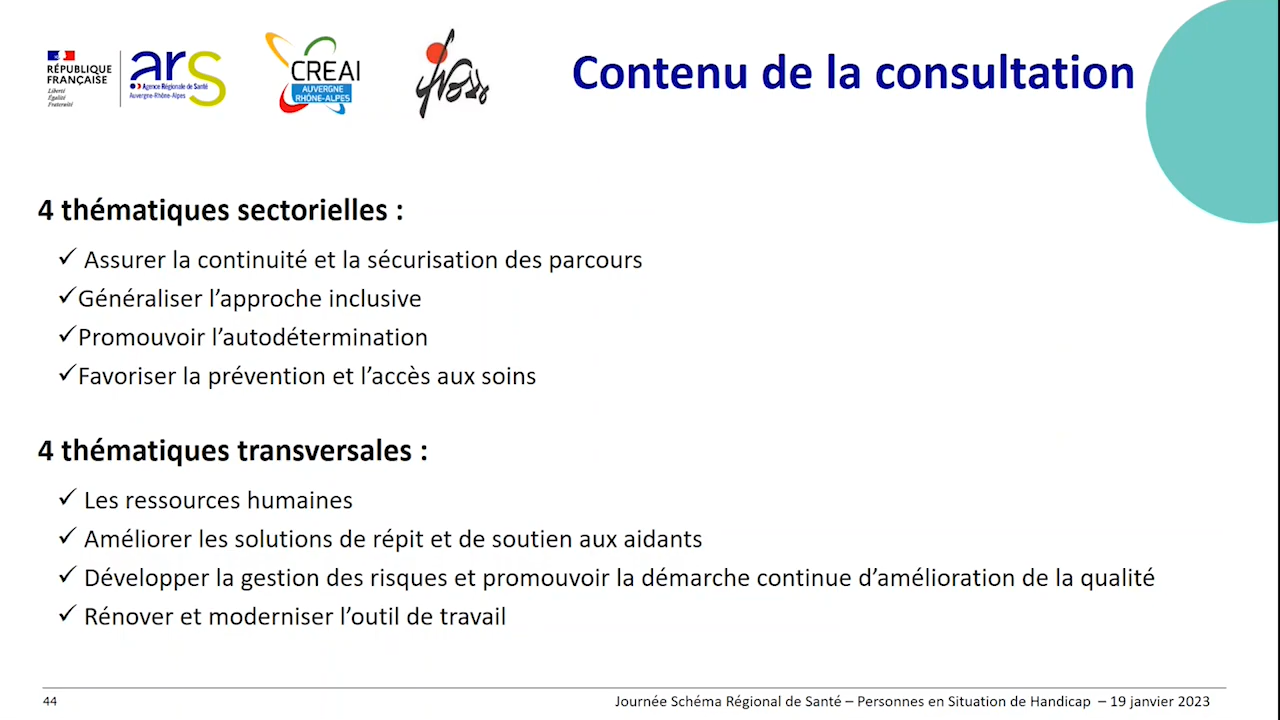 RÉPUBLIQUE
FRANÇAISE
Liberté
Égalité
Fraternité
ars
Agence Régionale de Santé
Auvergne-Rhône-Alpes
CREAI
AUVERGNE
RHÔNE-ALPES
Contenu de la consultation
4 thématiques sectorielles :
✓ Assurer la continuité et la sécurisation des parcours
✓Généraliser l’approche inclusive
✓Promouvoir l’autodétermination
✓Favoriser la prévention et l’accès aux soins
4 thématiques transversales :
✓ Les ressources humaines
✓ Améliorer les solutions de répit et de soutien aux aidants
✓ Développer la gestion des risques et promouvoir la démarche continue d’amélioration de la qualité
✓ Rénover et moderniser l’outil de travail
44
Journée Schéma Régional de Santé – Personnes en Situation de Handicap – 19 janvier 2023